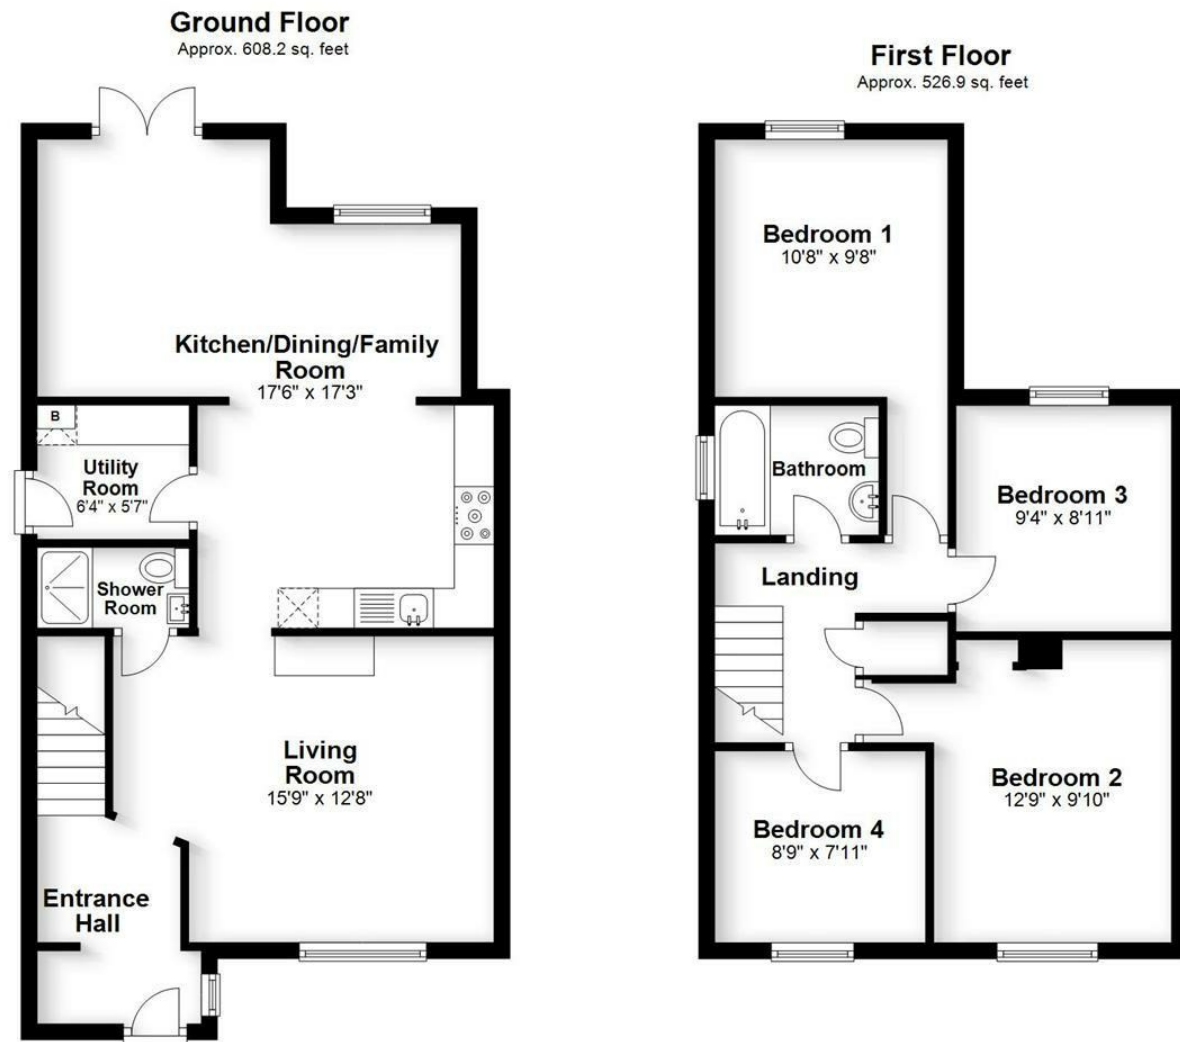 Ground Floor
Approx. 608.2 sq. feet
Kitchen/Dining/Family
Room
17'6" x 17'3"
B
Utility
Room
6'4" x 5'7"
Shower
Room
Living
Room
15'9" x 12'8"
Entrance
Hall
First Floor
Approx. 526.9 sq. feet
Bedroom 1
10'8" x 9'8"
Bathroom
Bedroom 3
9'4" x 8'11"
Landing
Bedroom 2
12'9" x 9'10"
Bedroom 4
8'9" x 7'11"